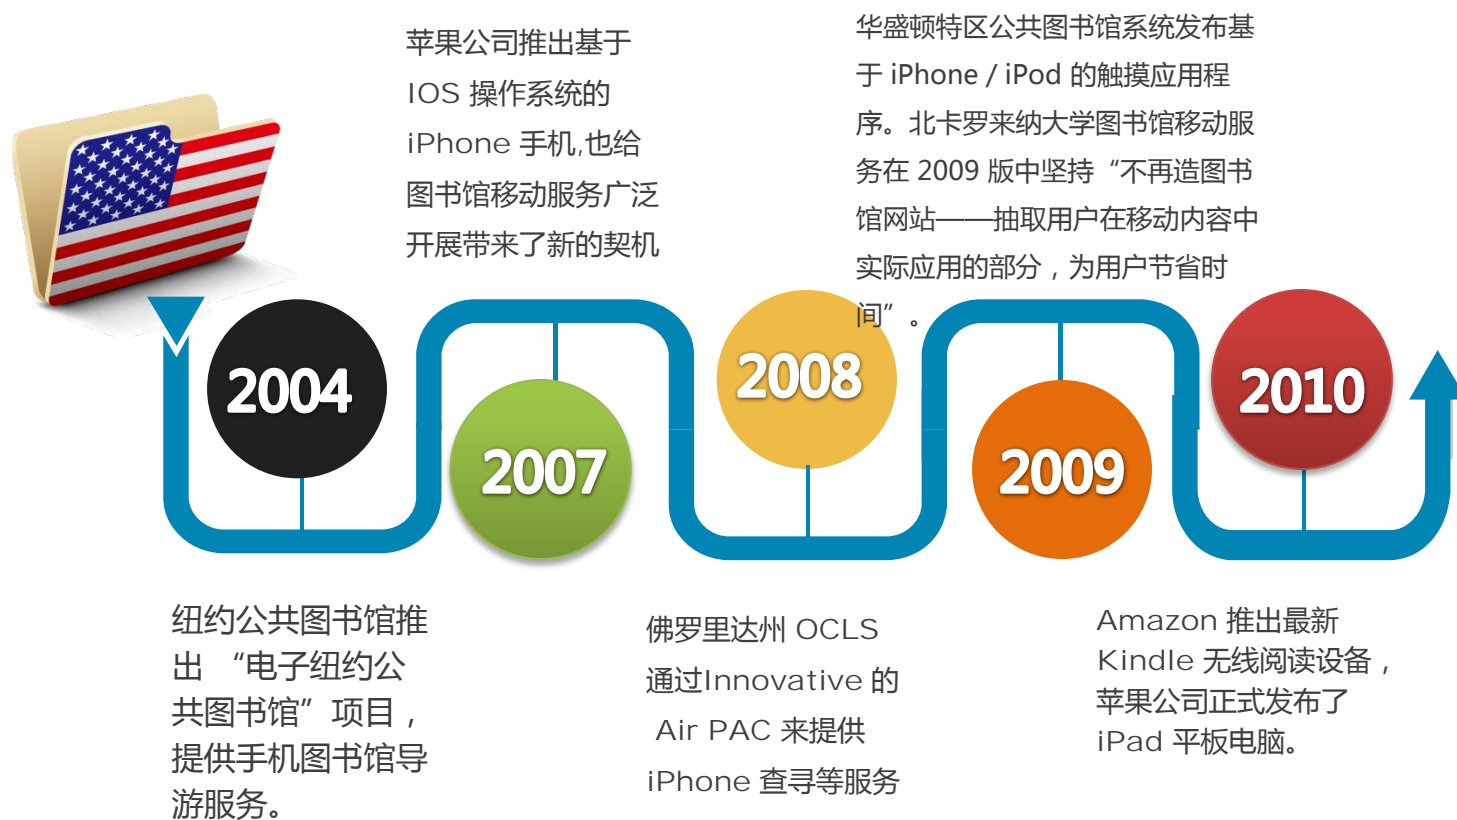 苹果公司推出基于
IOS 操作系统的
iPhone 手机,也给
图书馆移动服务广泛
开展带来了新的契机
华盛顿特区公共图书馆系统发布基
于 iPhone / iPod 的触摸应用程
序。北卡罗来纳大学图书馆移动服
务在 2009 版中坚持“不再造图书
馆网站——抽取用户在移动内容中
实际应用的部分，为用户节省时
间”。
2004
2007
2008
2009
2010
纽约公共图书馆推
出 “电子纽约公
共图书馆”项目，
提供手机图书馆导
游服务。
佛罗里达州 OCLS
通过Innovative 的
Air PAC 来提供
iPhone 查寻等服务
Amazon 推出最新
Kindle 无线阅读设备，
苹果公司正式发布了
iPad 平板电脑。